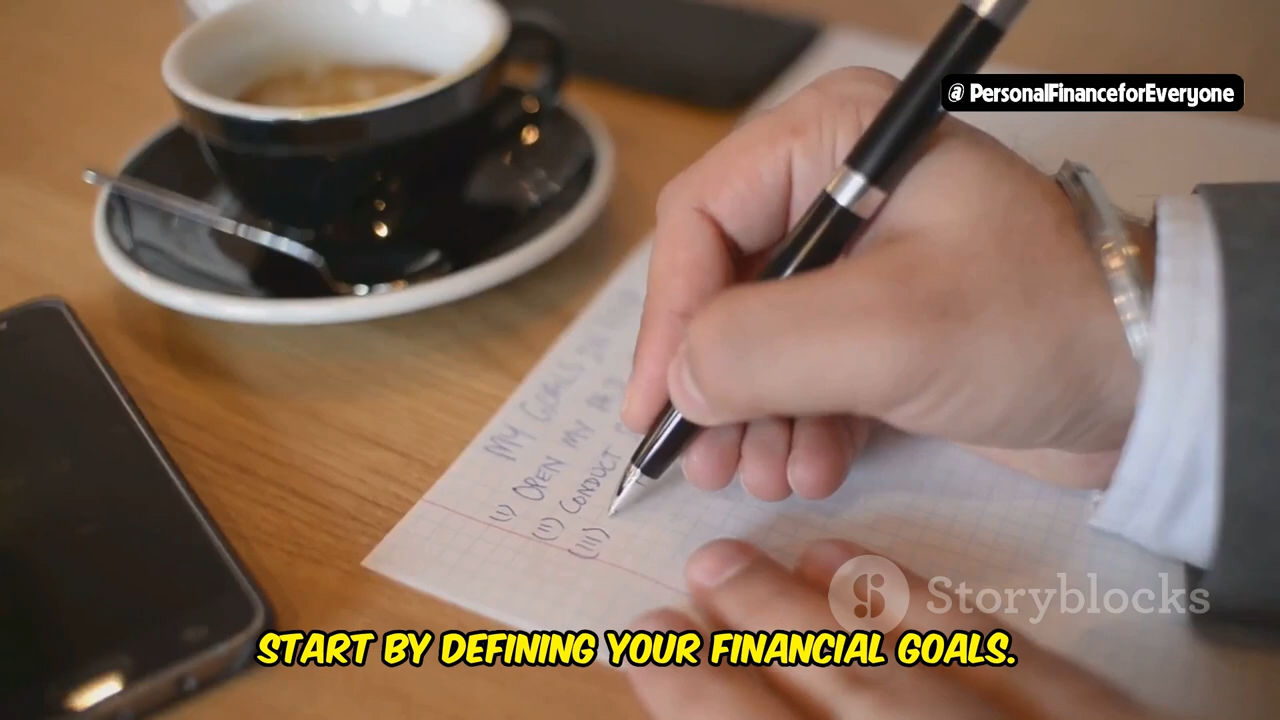 @ PersonalFinanceforEveryone
MY GOALS
(I) OPEN MY
(II) CONDUCT
(III)
Storyblocks
START BY DEFINING YOUR FINANCIAL GOALS.